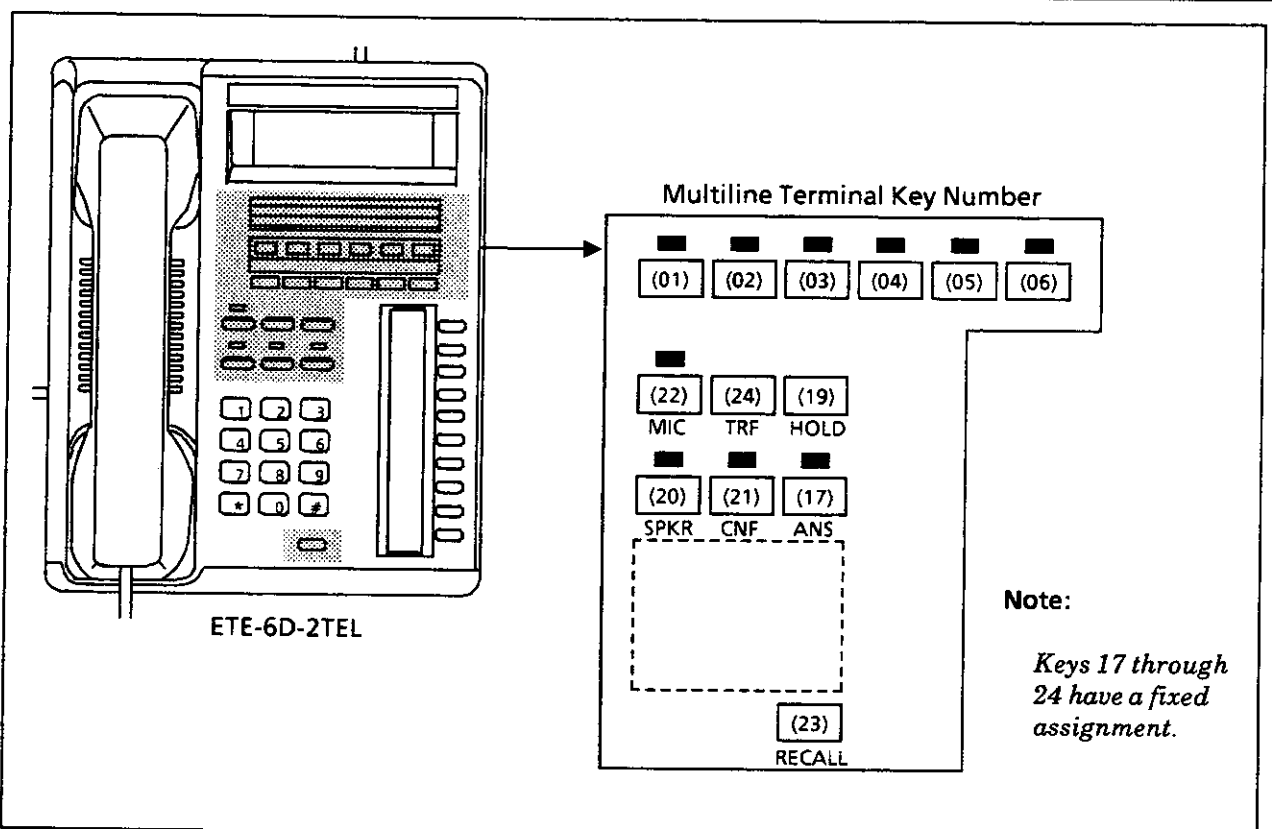 1 2 3
4 5 6
7 8 9
* 0 #
ETE-6D-2TEL
Multiline Terminal Key Number
(01) (02) (03) (04) (05) (06)
(22) (24) (19)
MIC TRF HOLD
(20) (21) (17)
SPKR CNF ANS
(23)
RECALL
Note:
Keys 17 through
24 have a fixed
assignment.